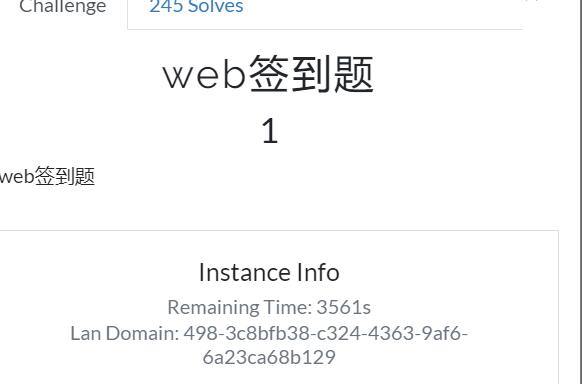 Challenge
245 Solves
web签到题
1
web签到题
Instance Info
Remaining Time: 3561s
Lan Domain: 498-3c8bfb38-c324-4363-9af6-
6a23ca68b129